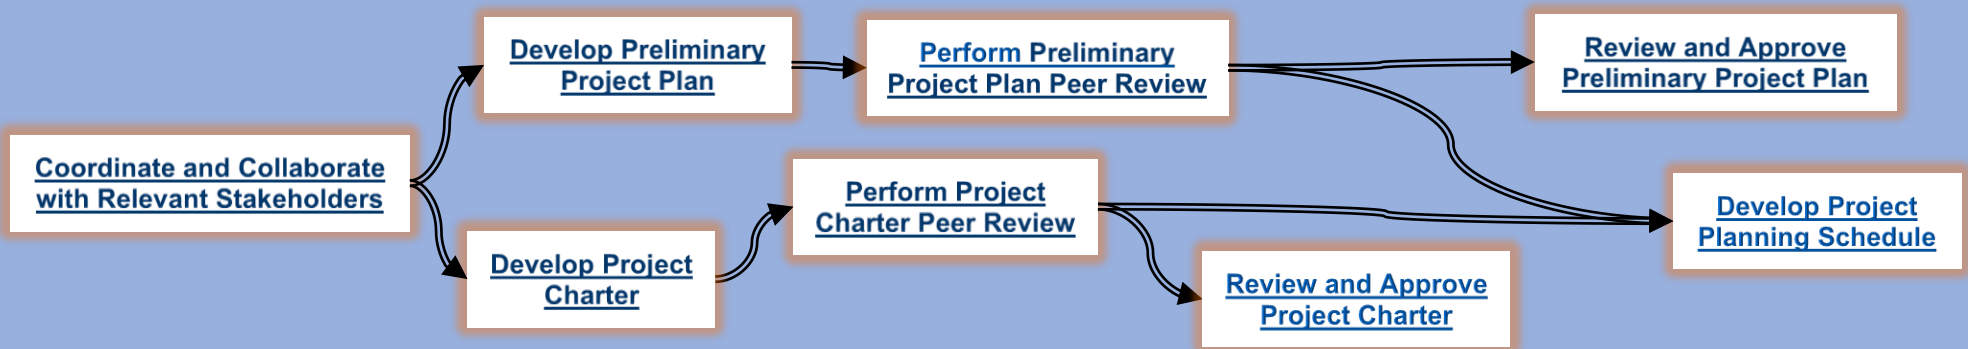 Develop Preliminary
Project Plan
Perform Preliminary
Project Plan Peer Review
Review and Approve
Preliminary Project Plan
Coordinate and Collaborate
with Relevant Stakeholders
Perform Project
Charter Peer Review
Develop Project
Planning Schedule
Develop Project
Charter
Review and Approve
Project Charter